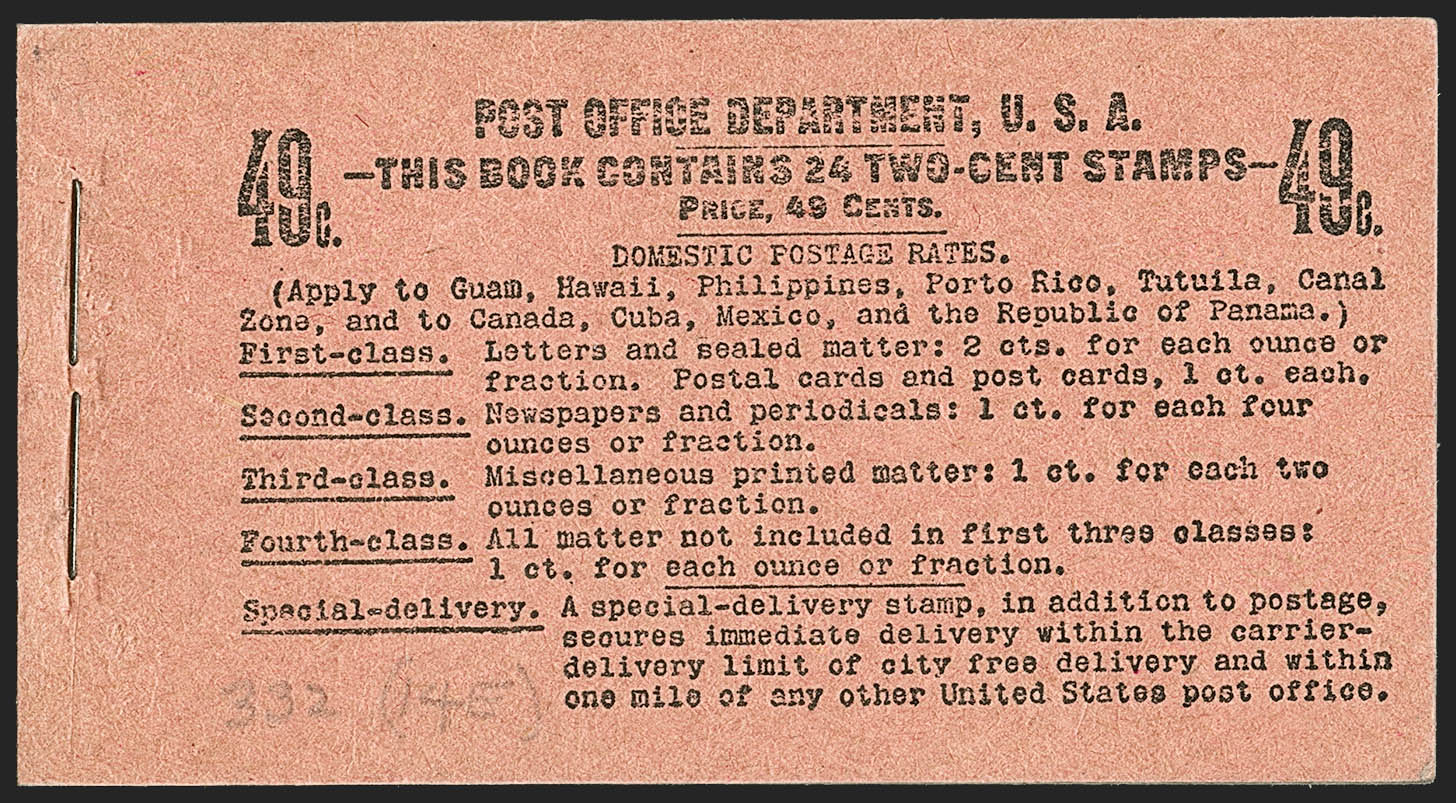 POST OFFICE DEPARTMENT, U. S. A.
49c. —THIS BOOK CONTAINS 24 TWO-CENT STAMPS— 49c.
PRICE, 49 CENTS.
DOMESTIC POSTAGE RATES.
(Apply to Guam, Hawaii, Philippines, Porto Rico, Tutuila, Canal
Zone, and to Canada, Cuba, Mexico, and the Republic of Panama.)
First-class. Letters and sealed matter: 2 cts. for each ounce or
fraction. Postal cards and post cards, 1 ct. each.
Second-class. Newspapers and periodicals: 1 ct. for each four
ounces or fraction.
Third-class. Miscellaneous printed matter: 1 ct. for each two
ounces or fraction.
Fourth-class. All matter not included in first three classes:
1 ct. for each ounce or fraction.
Special-delivery. A special-delivery stamp, in addition to postage,
secures immediate delivery within the carrier-
delivery limit of city free delivery and within
one mile of any other United States post office.
332 (45)